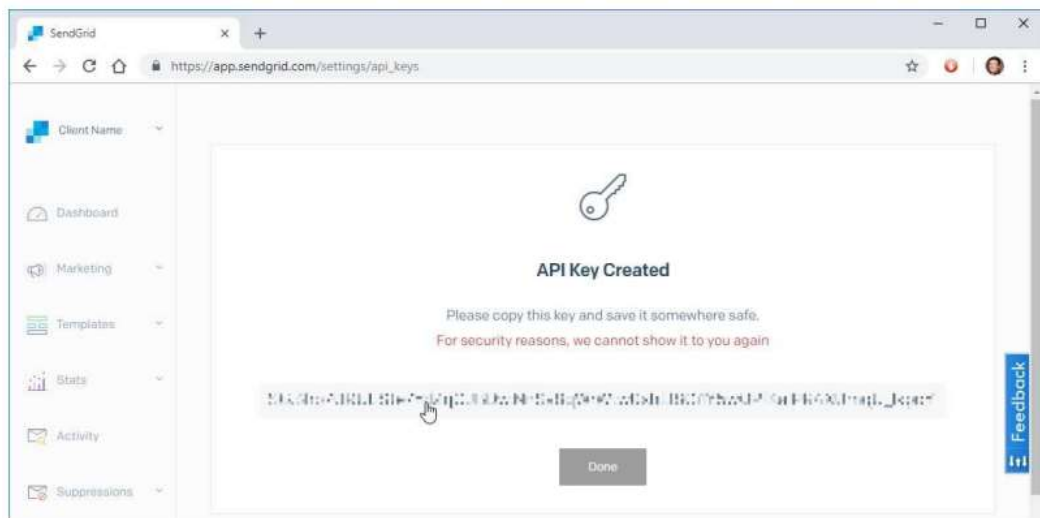 SendGrid
https://app.sendgrid.com/settings/api_keys
Client Name
Dashboard
Marketing
Templates
Stats
Activity
Suppressions
API Key Created
Please copy this key and save it somewhere safe.
For security reasons, we cannot show it to you again
Done
Feedback